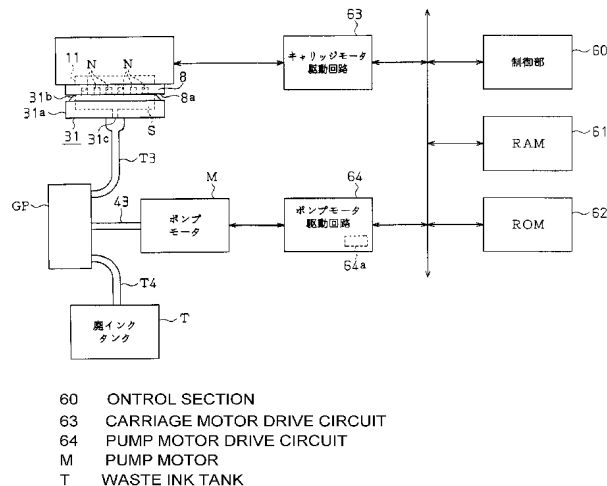 63
キャリッジモータ
駆動回路
60
制御部
11
N
N
8
8a
31b
31a
31
31c
S
T3
RAM
61
GP
43
M
ポンプ
モータ
64
ポンプモータ
駆動回路
64a
ROM
62
T4
廃インク
タンク
T
60 ONTROL SECTION
63 CARRIAGE MOTOR DRIVE CIRCUIT
64 PUMP MOTOR DRIVE CIRCUIT
M PUMP MOTOR
T WASTE INK TANK